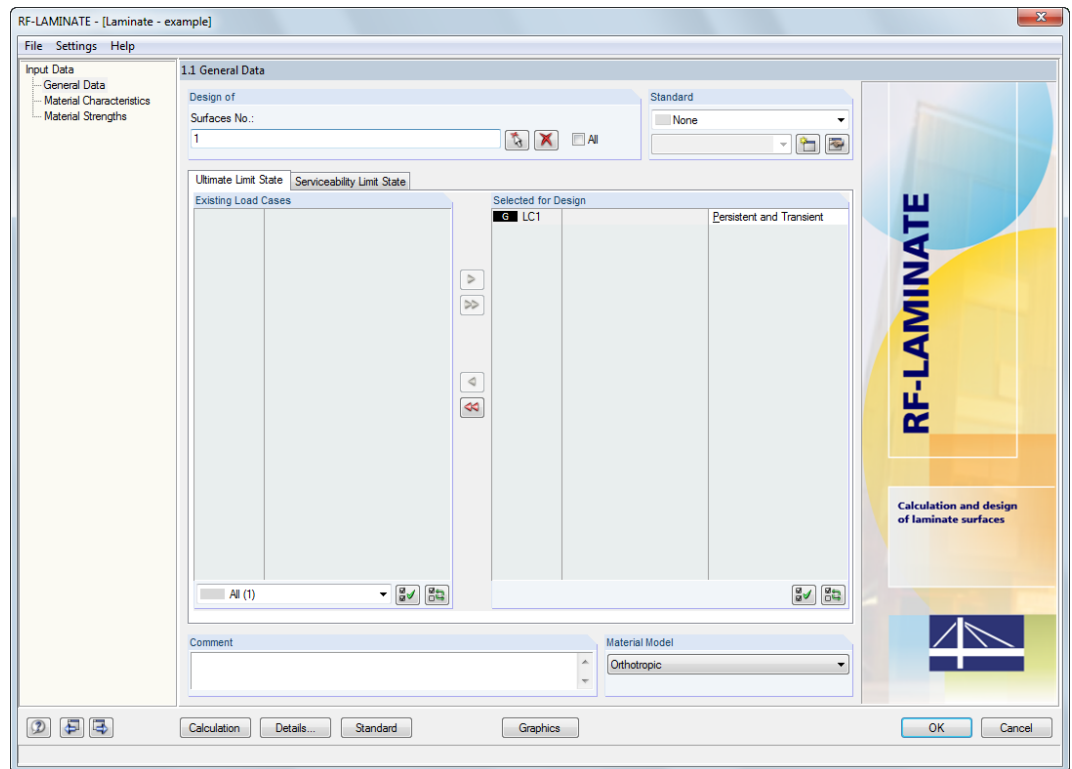 RF-LAMINATE - [Laminate - example]
File Settings Help
Input Data
General Data
Material Characteristics
Material Strengths
1.1 General Data
Design of
Surfaces No.:
1
All
Standard
None
Ultimate Limit State
Serviceability Limit State
Existing Load Cases
Selected for Design
G LC1
Persistent and Transient
All (1)
Comment
Material Model
Orthotropic
RF-LAMINATE
Calculation and design
of laminate surfaces
Calculation
Details...
Standard
Graphics
OK
Cancel